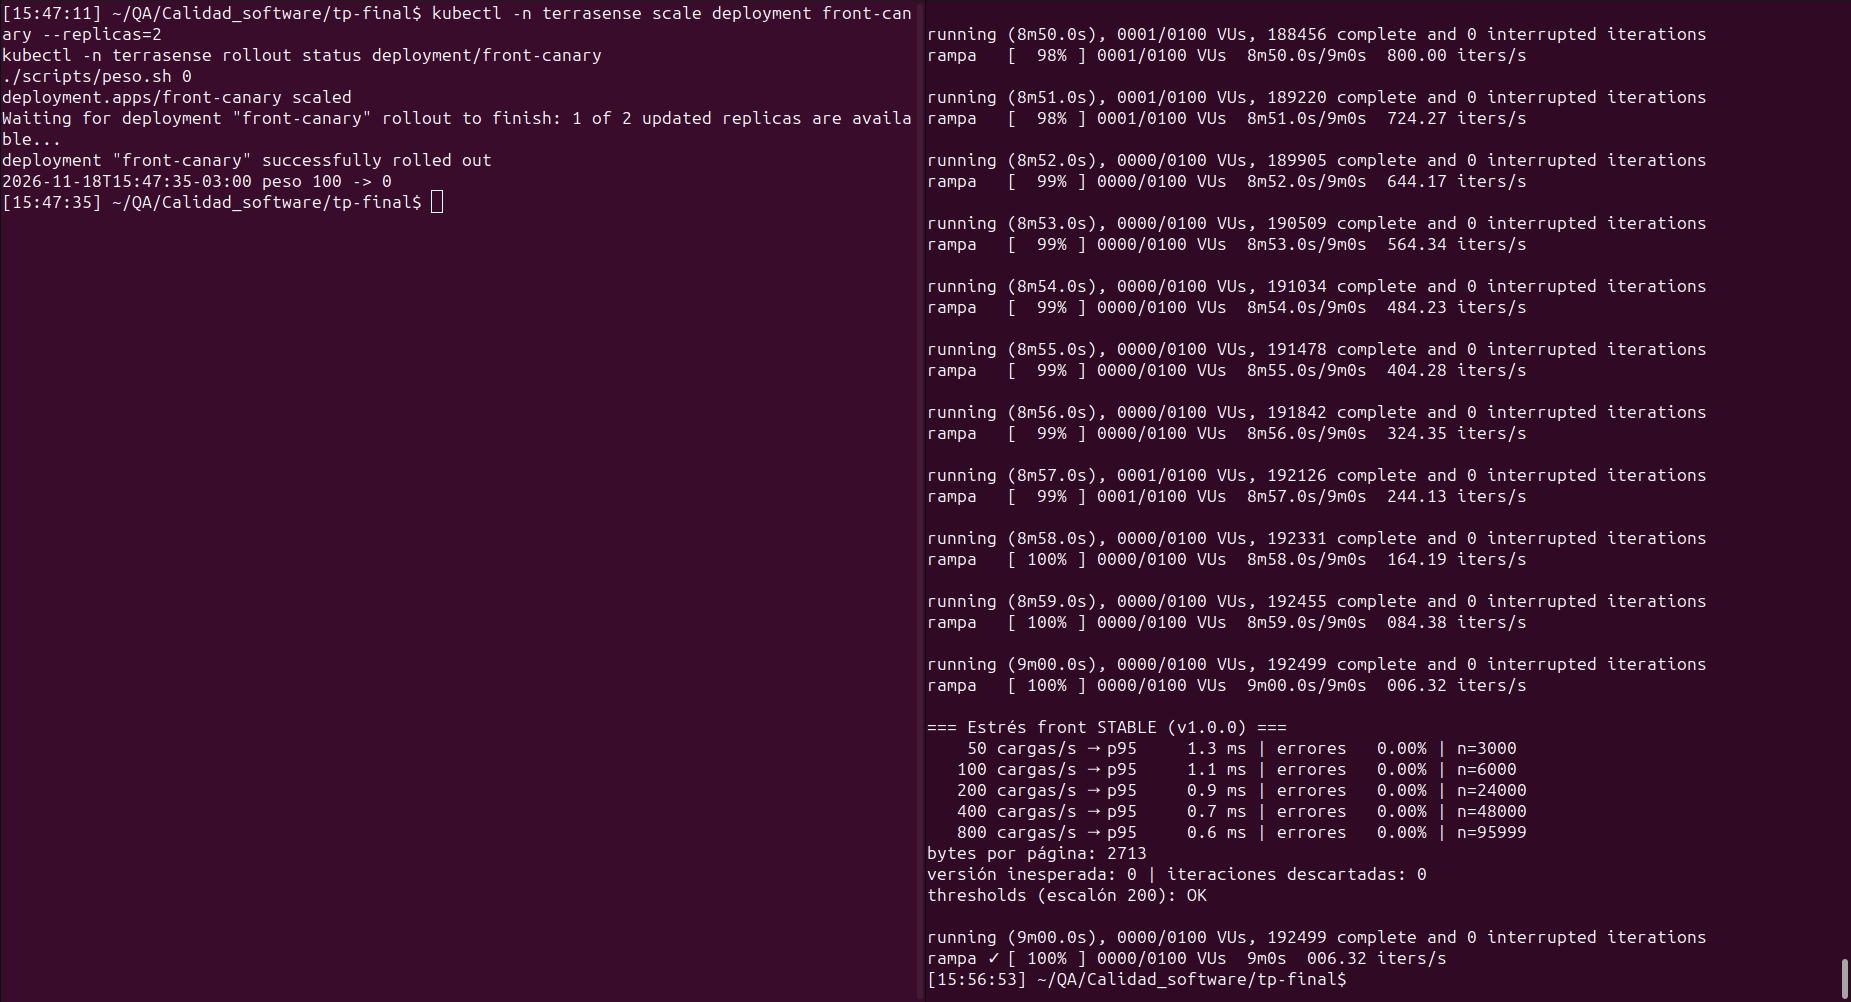 [15:47:11] ~/QA/Calidad_software/tp-final$ kubectl -n terrasense scale deployment front-can
ary --replicas=2
kubectl -n terrasense rollout status deployment/front-canary
./scripts/peso.sh 0
deployment.apps/front-canary scaled
Waiting for deployment "front-canary" rollout to finish: 1 of 2 updated replicas are availa
ble...
deployment "front-canary" successfully rolled out
2026-11-18T15:47:35-03:00 peso 100 -> 0
[15:47:35] ~/QA/Calidad_software/tp-final$
running (8m50.0s), 0001/0100 VUs, 188456 complete and 0 interrupted iterations
rampa   [  98% ] 0001/0100 VUs  8m50.0s/9m0s  800.00 iters/s
running (8m51.0s), 0001/0100 VUs, 189220 complete and 0 interrupted iterations
rampa   [  98% ] 0001/0100 VUs  8m51.0s/9m0s  724.27 iters/s
running (8m52.0s), 0000/0100 VUs, 189905 complete and 0 interrupted iterations
rampa   [  99% ] 0000/0100 VUs  8m52.0s/9m0s  644.17 iters/s
running (8m53.0s), 0000/0100 VUs, 190509 complete and 0 interrupted iterations
rampa   [  99% ] 0000/0100 VUs  8m53.0s/9m0s  564.34 iters/s
running (8m54.0s), 0000/0100 VUs, 191034 complete and 0 interrupted iterations
rampa   [  99% ] 0000/0100 VUs  8m54.0s/9m0s  484.23 iters/s
running (8m55.0s), 0000/0100 VUs, 191478 complete and 0 interrupted iterations
rampa   [  99% ] 0000/0100 VUs  8m55.0s/9m0s  404.28 iters/s
running (8m56.0s), 0000/0100 VUs, 191842 complete and 0 interrupted iterations
rampa   [  99% ] 0000/0100 VUs  8m56.0s/9m0s  324.35 iters/s
running (8m57.0s), 0001/0100 VUs, 192126 complete and 0 interrupted iterations
rampa   [  99% ] 0001/0100 VUs  8m57.0s/9m0s  244.13 iters/s
running (8m58.0s), 0000/0100 VUs, 192331 complete and 0 interrupted iterations
rampa   [ 100% ] 0000/0100 VUs  8m58.0s/9m0s  164.19 iters/s
running (8m59.0s), 0000/0100 VUs, 192455 complete and 0 interrupted iterations
rampa   [ 100% ] 0000/0100 VUs  8m59.0s/9m0s  084.38 iters/s
running (9m00.0s), 0000/0100 VUs, 192499 complete and 0 interrupted iterations
rampa   [ 100% ] 0000/0100 VUs  9m00.0s/9m0s  006.32 iters/s
=== Estrés front STABLE (v1.0.0) ===
    50 cargas/s → p95     1.3 ms | errores   0.00% | n=3000
   100 cargas/s → p95     1.1 ms | errores   0.00% | n=6000
   200 cargas/s → p95     0.9 ms | errores   0.00% | n=24000
   400 cargas/s → p95     0.7 ms | errores   0.00% | n=48000
   800 cargas/s → p95     0.6 ms | errores   0.00% | n=95999
bytes por página: 2713
versión inesperada: 0 | iteraciones descartadas: 0
thresholds (escalón 200): OK
running (9m00.0s), 0000/0100 VUs, 192499 complete and 0 interrupted iterations
rampa ✓ [ 100% ] 0000/0100 VUs  9m0s  006.32 iters/s
[15:56:53] ~/QA/Calidad_software/tp-final$